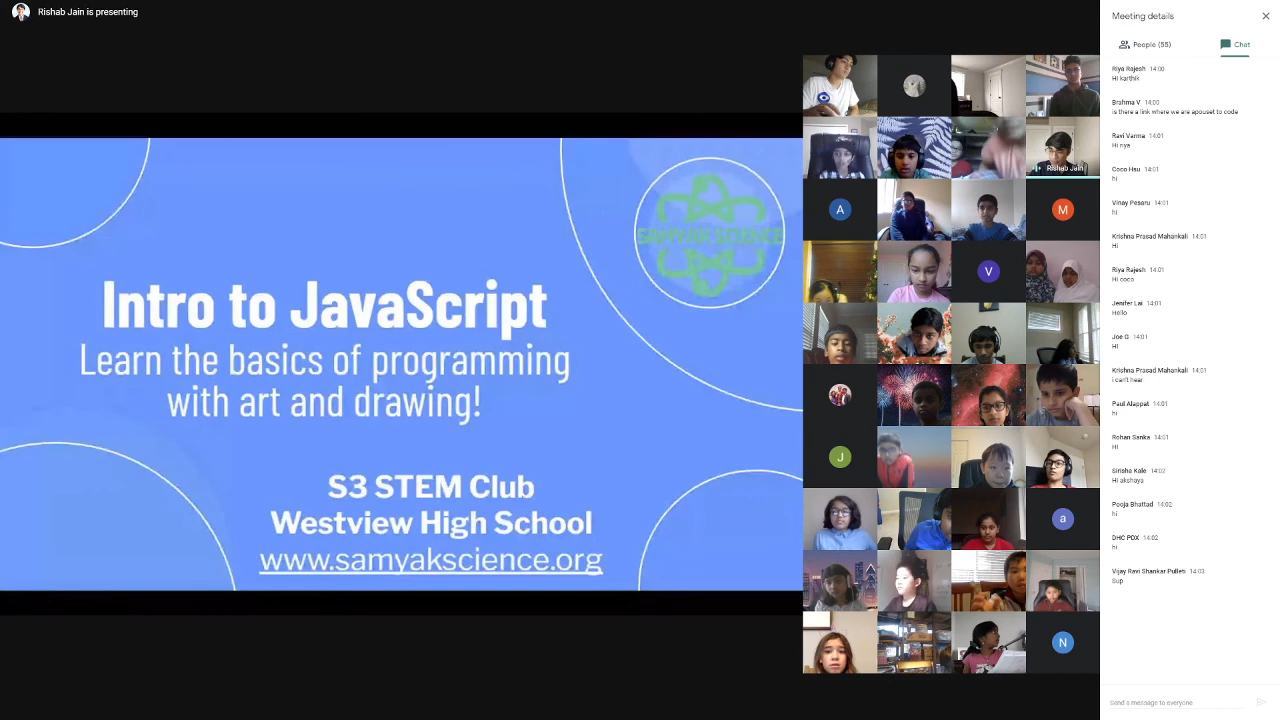 Rishab Jain is presenting
Intro to JavaScript
Learn the basics of programming
with art and drawing!
S3 STEM Club
Westview High School
www.samyakscience.org
SAMYAK SCIENCE
Rishab Jain
A
M
V
J
a
N
Meeting details
People (55)
Chat
Riya Rajesh 14:00
Hi karthik
Brahma V 14:00
is there a link where we are apouset to code
Ravi Varma 14:01
Hi riya
Coco Hsu 14:01
hi
Vinay Pesaru 14:01
hi
Krishna Prasad Mahankali 14:01
Hi
Riya Rajesh 14:01
Hi coco
Jenifer Lai 14:01
Hello
Joe G 14:01
HI
Krishna Prasad Mahankali 14:01
i can't hear
Paul Alappat 14:01
hi
Rohan Sanka 14:01
HI
Sirisha Kale 14:02
Hi akshaya
Pooja Bhattad 14:02
hi
DHC PDX 14:02
hi
Vijay Ravi Shankar Pulleti 14:03
Sup
Send a message to everyone